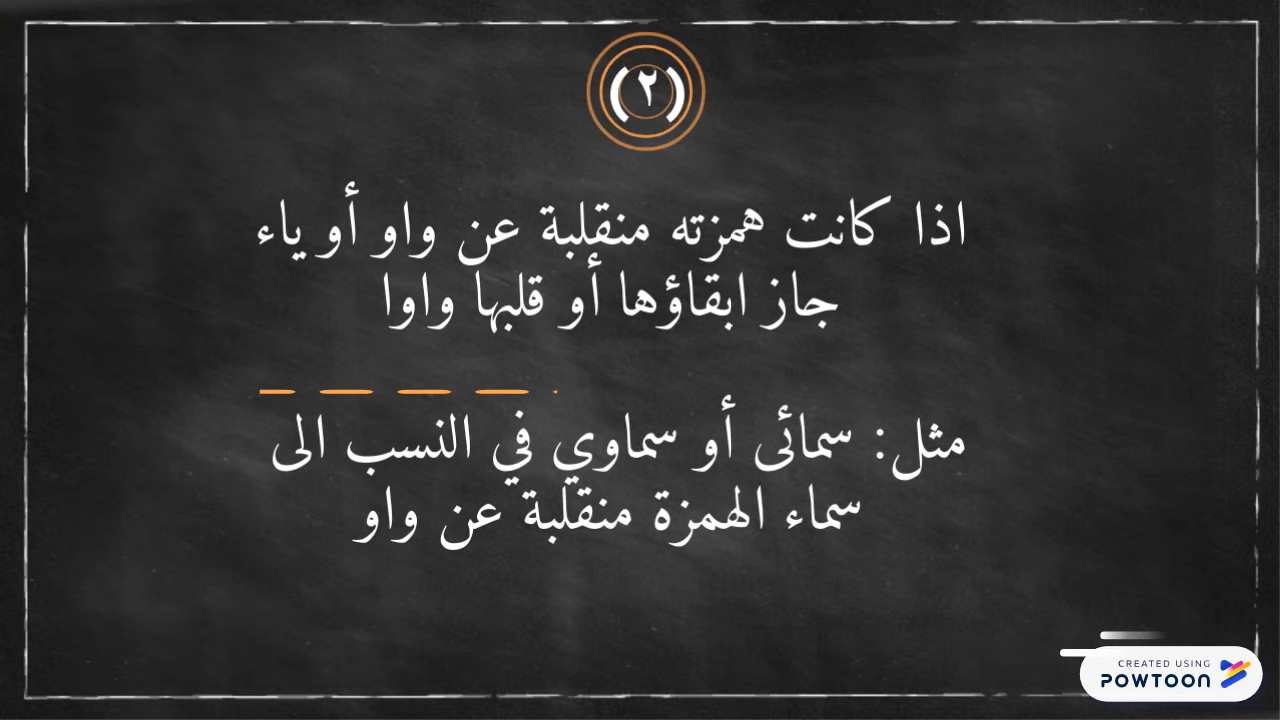 (٢)
اذا كانت همزته منقلبة عن واو أو ياء
جاز ابقاؤها أو قلبها واوا
مثل: سمائى أو سماوي في النسب الى
سماء الهمزة منقلبة عن واو
CREATED USING
POWTOON